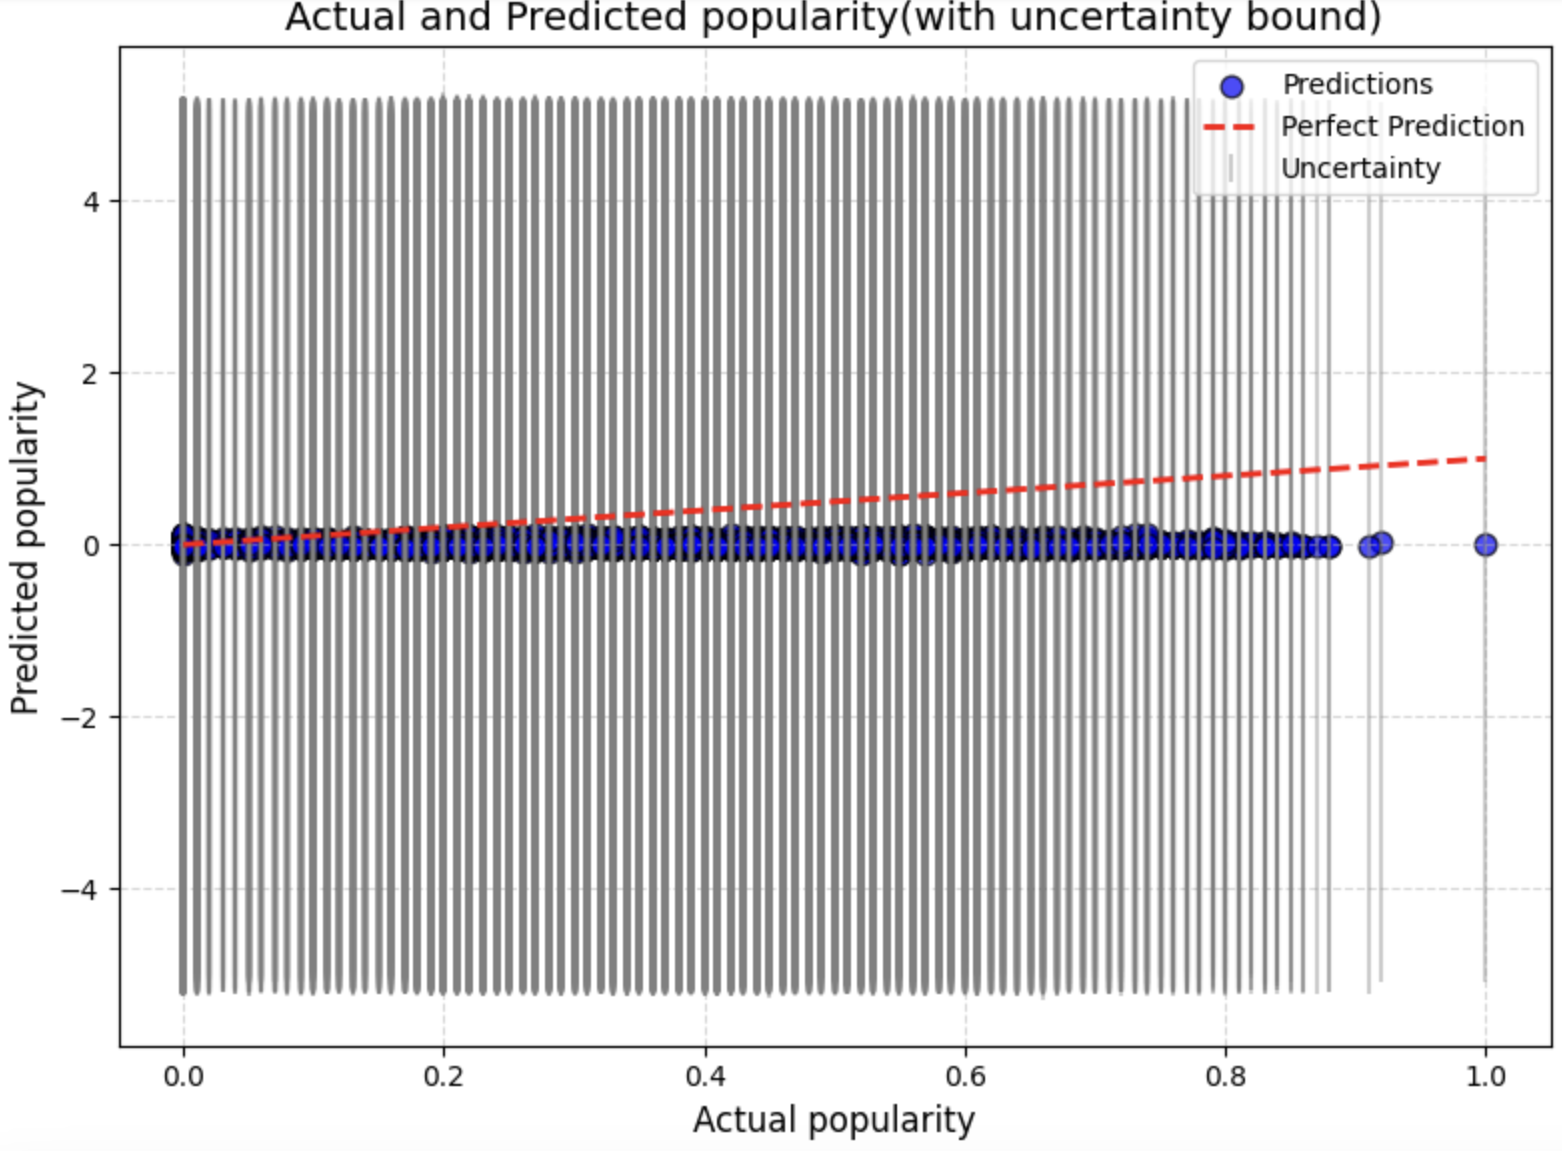 Actual and Predicted popularity(with uncertainty bound)
Predictions
Perfect Prediction
Uncertainty
4
2
0
−2
−4
Predicted popularity
0.0 0.2 0.4 0.6 0.8 1.0
Actual popularity